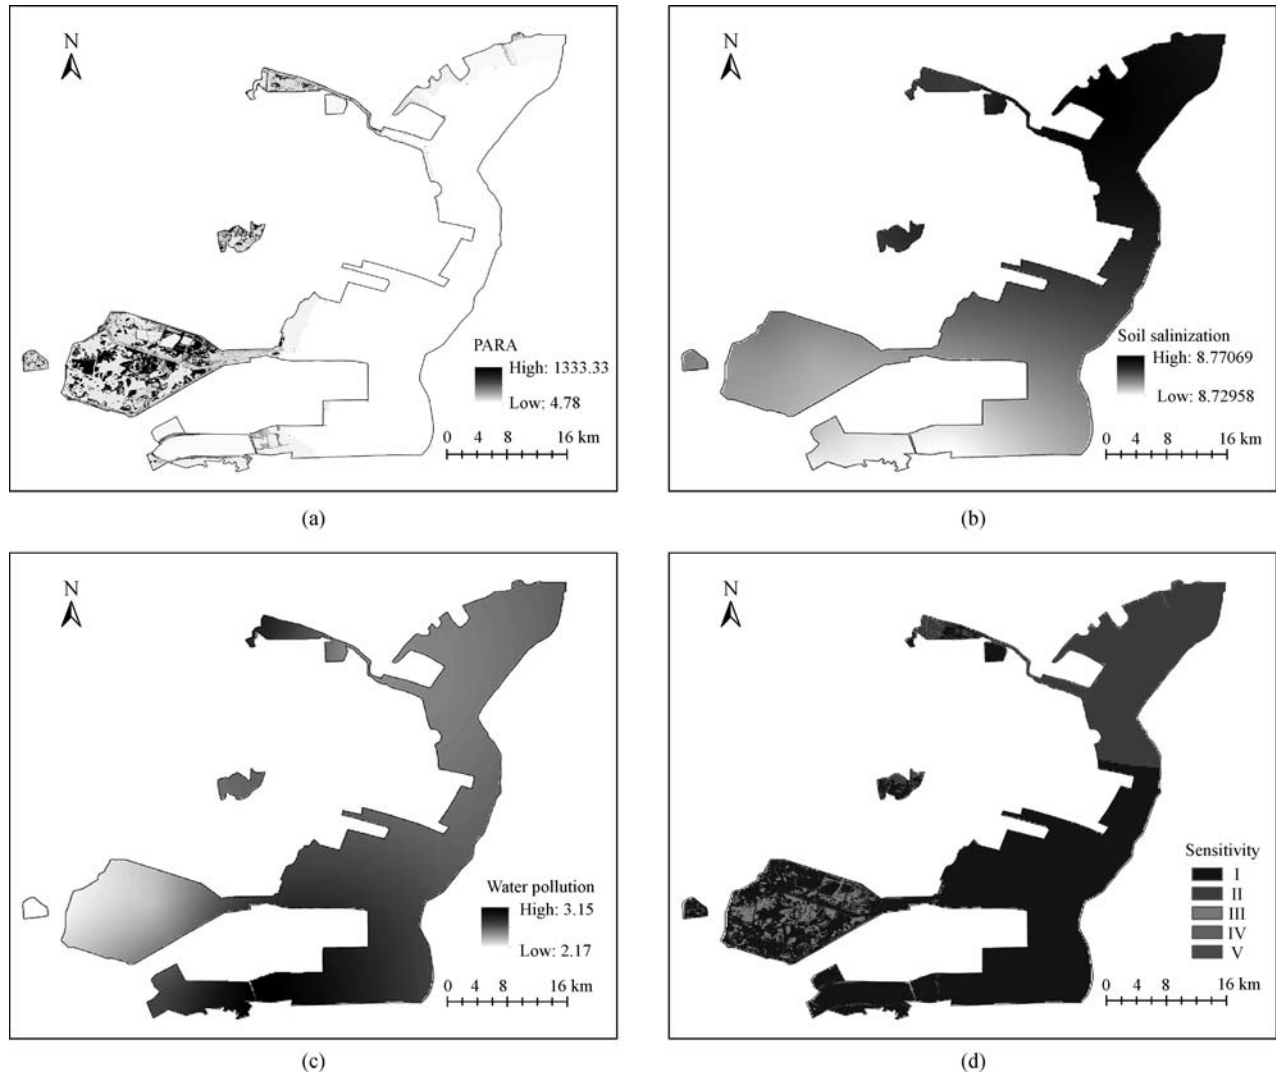 N
PARA
High: 1333.33
Low: 4.78
0 4 8 16 km
(a)
N
Soil salinization
High: 8.77069
Low: 8.72958
0 4 8 16 km
(b)
N
Water pollution
High: 3.15
Low: 2.17
0 4 8 16 km
(c)
N
Sensitivity
I
II
III
IV
V
0 4 8 16 km
(d)